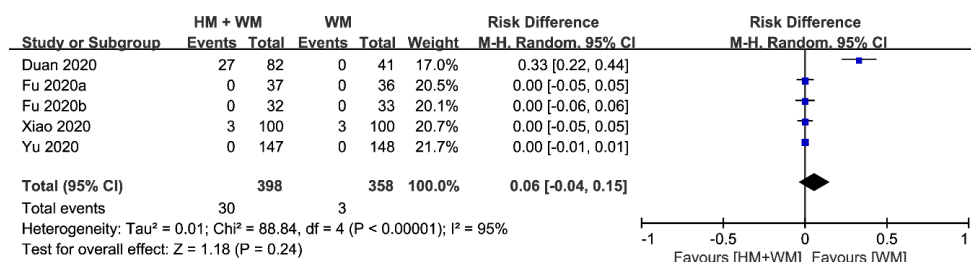 HM + WM WM Risk Difference Risk Difference
Study or Subgroup Events Total Events Total Weight M-H, Random, 95% CI M-H, Random, 95% CI
Duan 2020 27 82 0 41 17.0% 0.33 [0.22, 0.44]
Fu 2020a 0 37 0 36 20.5% 0.00 [-0.05, 0.05]
Fu 2020b 0 32 0 33 20.1% 0.00 [-0.06, 0.06]
Xiao 2020 3 100 3 100 20.7% 0.00 [-0.05, 0.05]
Yu 2020 0 147 0 148 21.7% 0.00 [-0.01, 0.01]
Total (95% CI) 398 358 100.0% 0.06 [-0.04, 0.15]
Total events 30 3
Heterogeneity: Tau² = 0.01; Chi² = 88.84, df = 4 (P < 0.00001); I² = 95%
Test for overall effect: Z = 1.18 (P = 0.24)
-1 -0.5 0 0.5 1
Favours [HM+WM] Favours [WM]